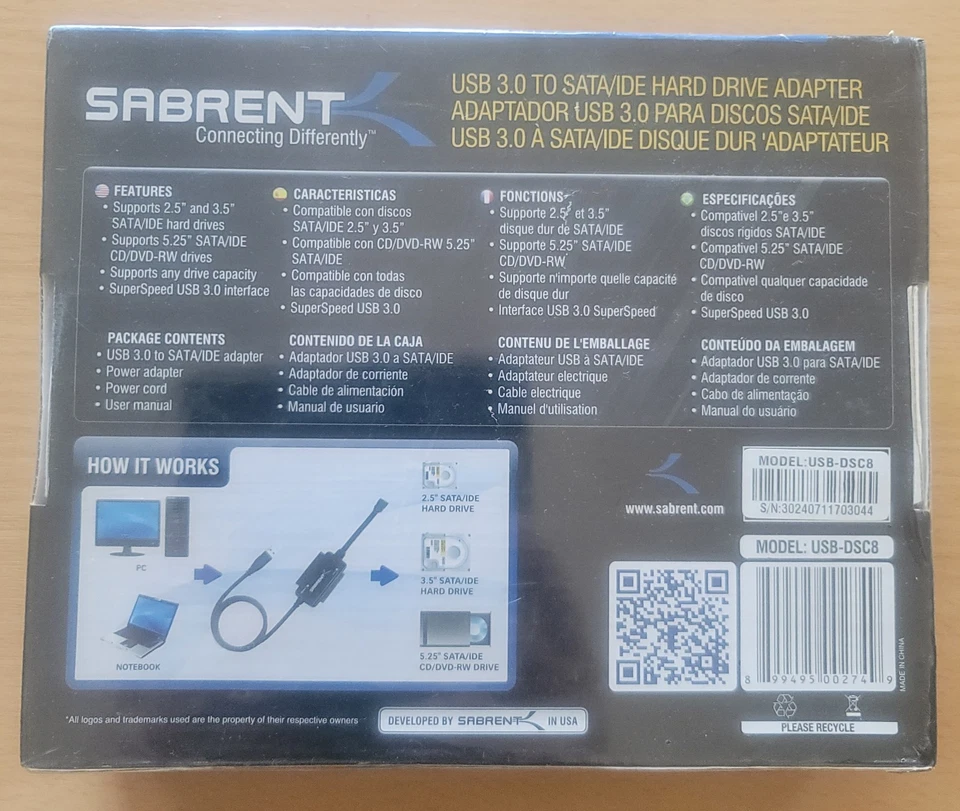 SABRENT
Connecting Differently™
USB 3.0 TO SATA/IDE HARD DRIVE ADAPTER
ADAPTADOR USB 3.0 PARA DISCOS SATA/IDE
USB 3.0 À SATA/IDE DISQUE DUR 'ADAPTATEUR
FEATURES
• Supports 2.5" and 3.5"
SATA/IDE hard drives
• Supports 5.25" SATA/IDE
CD/DVD-RW drives
• Supports any drive capacity
• SuperSpeed USB 3.0 interface
PACKAGE CONTENTS
• USB 3.0 to SATA/IDE adapter
• Power adapter
• Power cord
• User manual
CARACTERISTICAS
• Compatible con discos
SATA/IDE 2.5" y 3.5"
• Compatible con CD/DVD-RW 5.25"
SATA/IDE
• Compatible con todas
las capacidades de disco
• SuperSpeed USB 3.0
CONTENIDO DE LA CAJA
• Adaptador USB 3.0 a SATA/IDE
• Adaptador de corriente
• Cable de alimentación
• Manual de usuario
FONCTIONS
• Supporte 2.5" et 3.5"
disque dur de SATA/IDE
• Supporte 5.25" SATA/IDE
CD/DVD-RW
• Supporte n'importe quelle capacité
de disque dur
• Interface USB 3.0 SuperSpeed
CONTENU DE L'EMBALLAGE
• Adaptateur USB à SATA/IDE
• Adaptateur electrique
• Cable electrique
• Manuel d'utilisation
ESPECIFICAÇÕES
• Compativel 2.5"e 3.5"
discos rigidos SATA/IDE
• Compativel 5.25" SATA/IDE
CD/DVD-RW
• Compativel qualquer capacidade
de disco
• SuperSpeed USB 3.0
CONTEÚDO DA EMBALAGEM
• Adaptador USB 3.0 para SATA/IDE
• Adaptador de corrente
• Cabo de alimentação
• Manual do usuário
HOW IT WORKS
PC
NOTEBOOK
2.5" SATA/IDE
HARD DRIVE
3.5" SATA/IDE
HARD DRIVE
5.25" SATA/IDE
CD/DVD-RW DRIVE
www.sabrent.com
MODEL:USB-DSC8
S/N:30240711703044
MODEL: USB-DSC8
8 99495 00274 9
MADE IN CHINA
PLEASE RECYCLE
*All logos and trademarks used are the property of their respective owners
DEVELOPED BY SABRENT IN USA